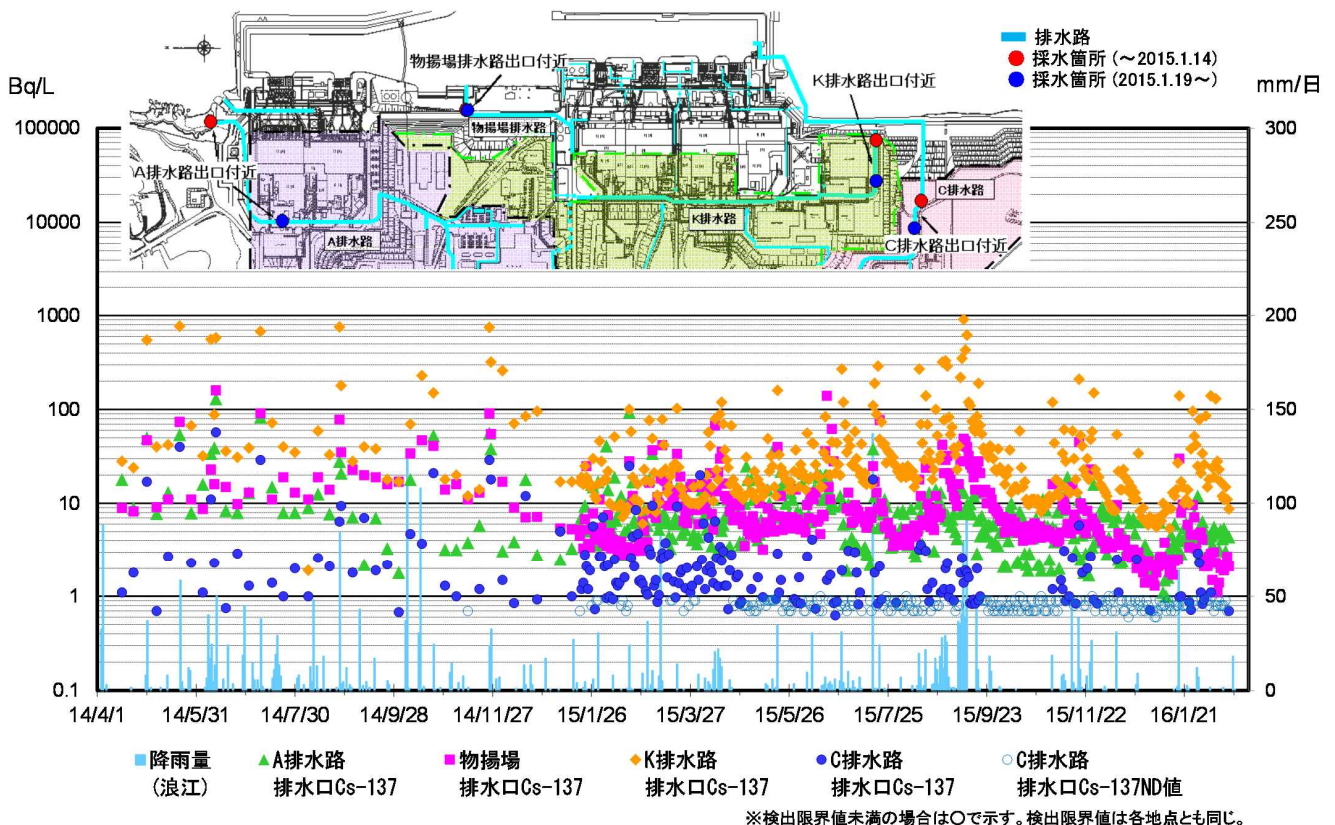 排水路
採水箇所 (~2015.1.14)
採水箇所 (2015.1.19~)
物揚場排水路出口付近
K排水路出口付近
Bq/L
mm/日
物揚場排水路
A排水路出口付近
C排水路
K排水路
A排水路
C排水路出口付近
100000
10000
1000
100
10
1
0.1
300
250
200
150
100
50
0
14/4/1
14/5/31
14/7/30
14/9/28
14/11/27
15/1/26
15/3/27
15/5/26
15/7/25
15/9/23
15/11/22
16/1/21
降雨量
(浪江)
A排水路
排水口Cs-137
物揚場
排水口Cs-137
K排水路
排水口Cs-137
C排水路
排水口Cs-137
C排水路
排水口Cs-137ND値
※検出限界値未満の場合は〇で示す。検出限界値は各地点とも同じ。